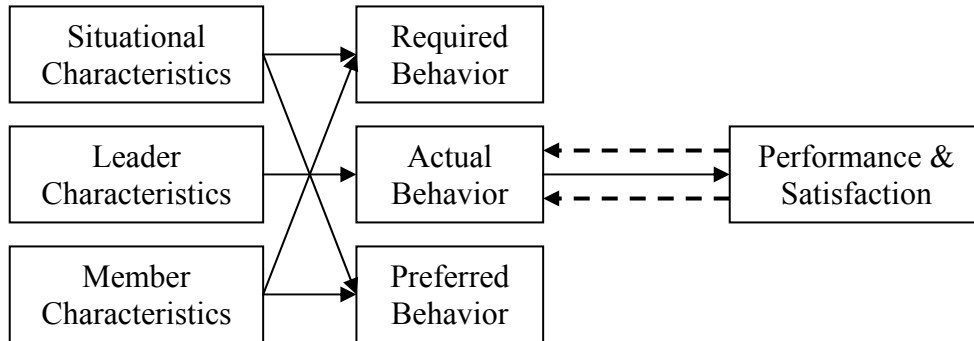 Situational
Characteristics
Required
Behavior
Leader
Characteristics
Actual
Behavior
Performance &
Satisfaction
Member
Characteristics
Preferred
Behavior